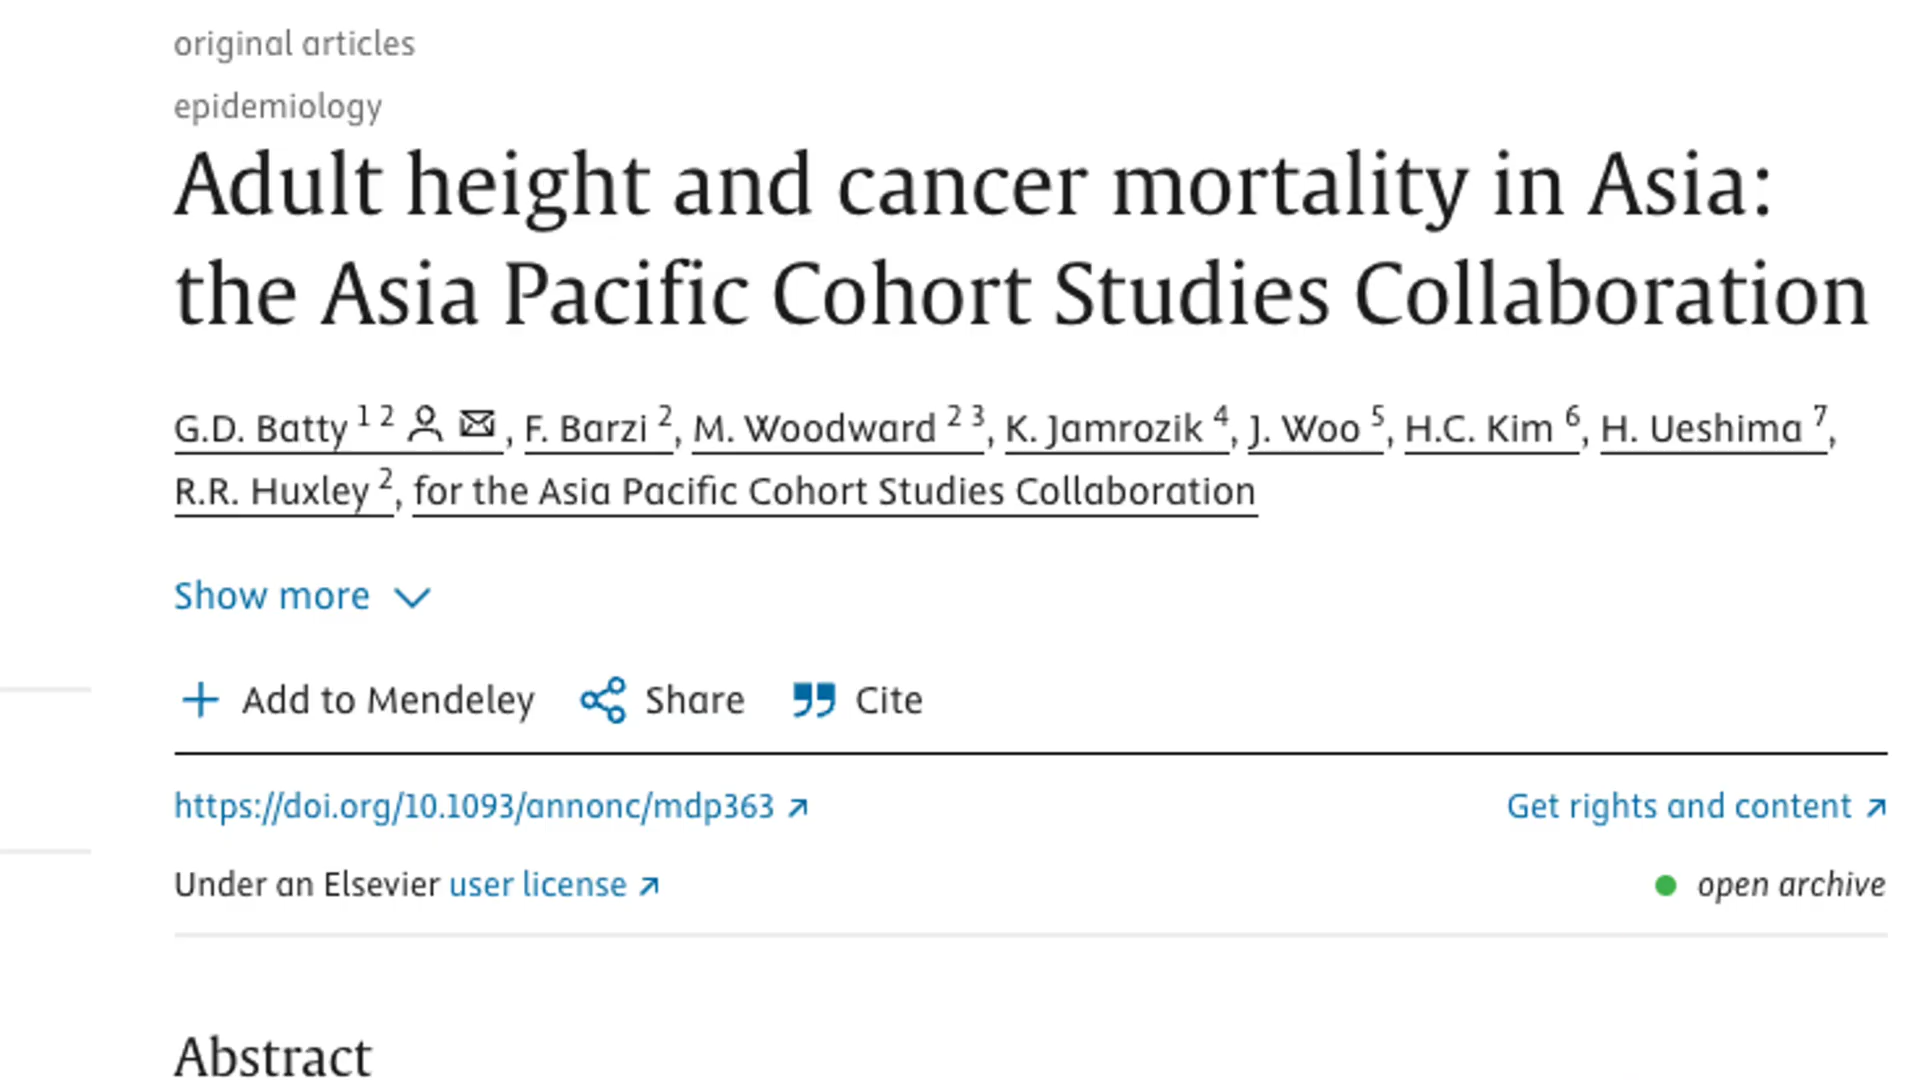 original articles
epidemiology
Adult height and cancer mortality in Asia:
the Asia Pacific Cohort Studies Collaboration
G.D. Batty 1 2, F. Barzi 2, M. Woodward 2 3, K. Jamrozik 4, J. Woo 5, H.C. Kim 6, H. Ueshima 7,
R.R. Huxley 2, for the Asia Pacific Cohort Studies Collaboration
Show more
Add to Mendeley Share Cite
https://doi.org/10.1093/annonc/mdp363 Get rights and content
Under an Elsevier user license open archive
Abstract